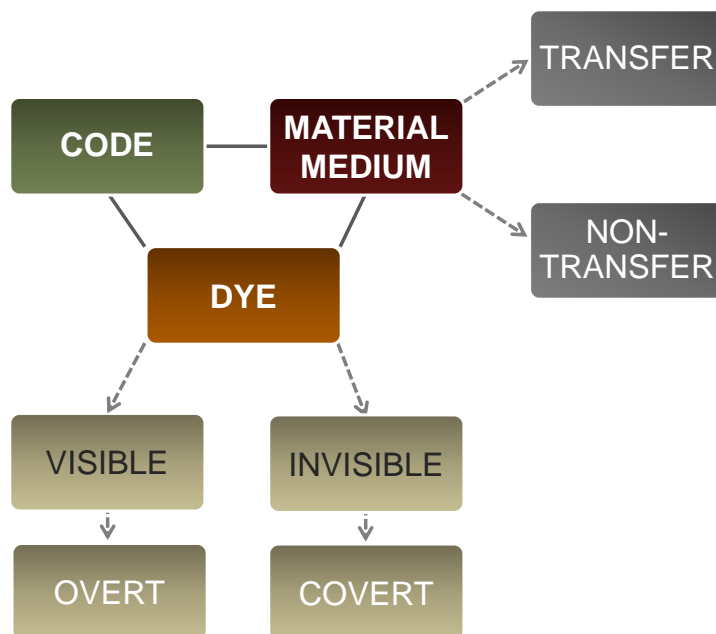 TRANSFER
CODE
MATERIAL
MEDIUM
NON-
TRANSFER
DYE
VISIBLE
INVISIBLE
OVERT
COVERT